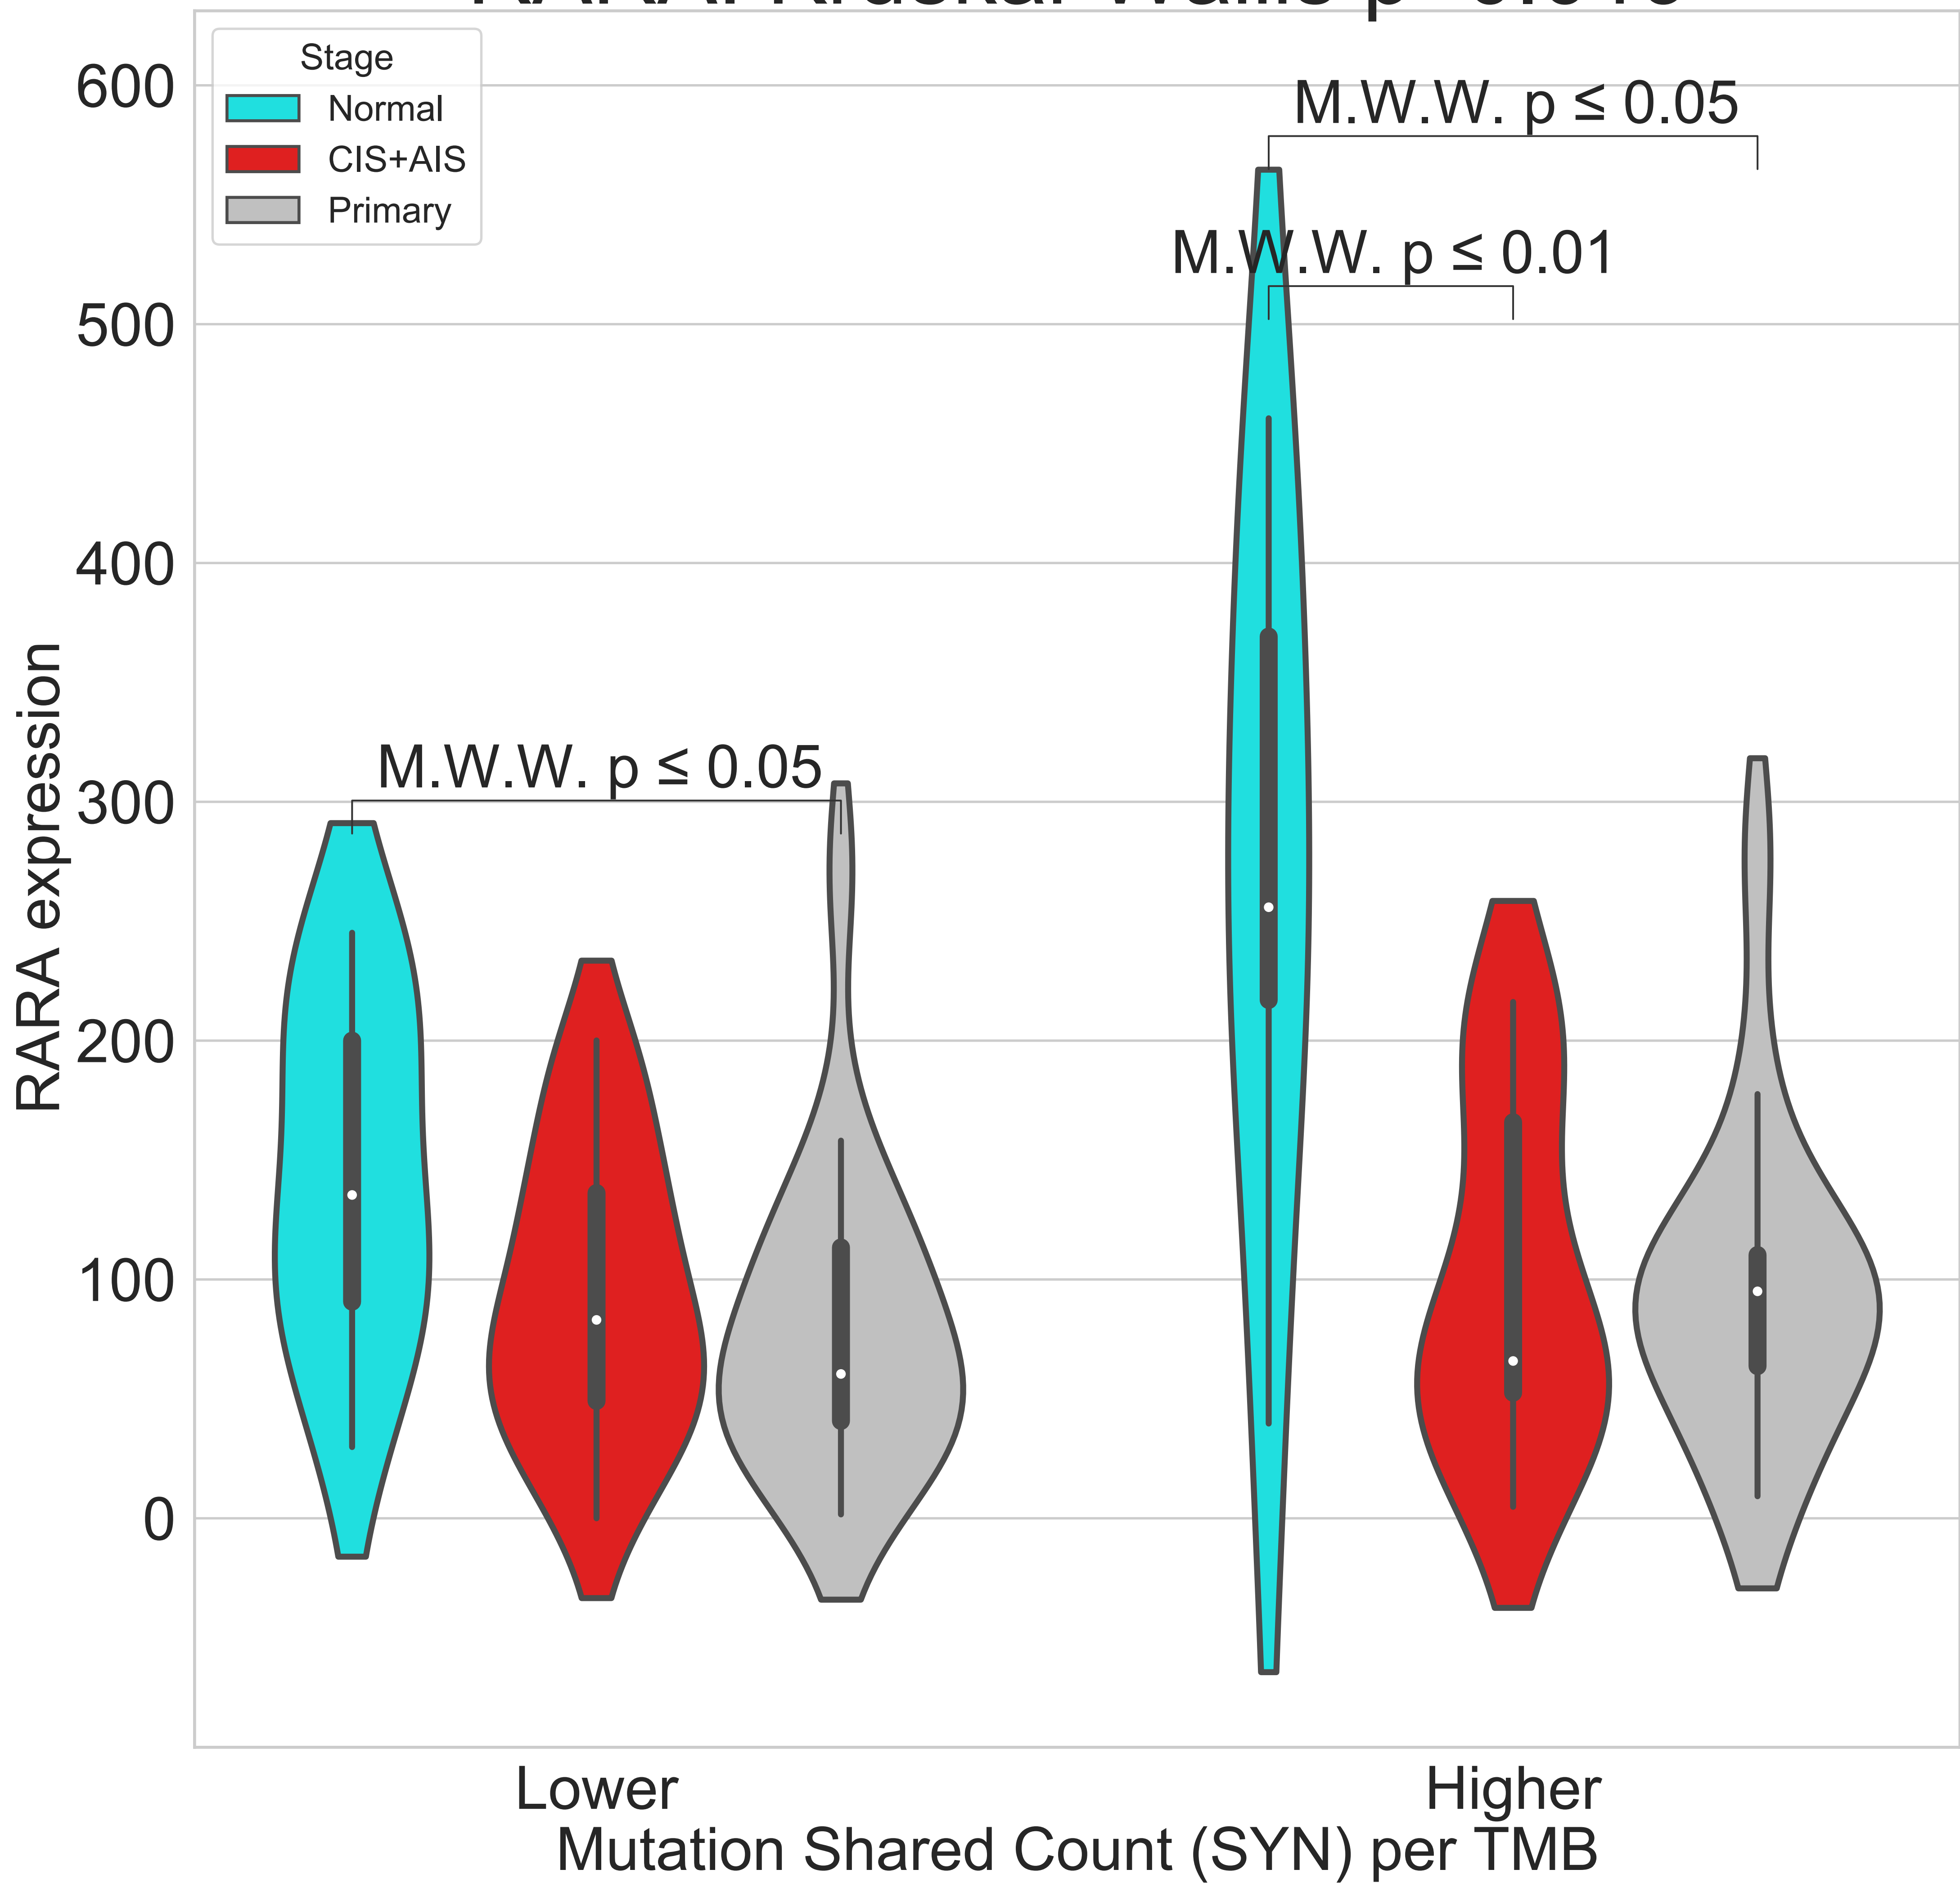 Stage
Normal
CIS+AIS
Primary
M.W.W. p ≤ 0.05
M.W.W. p ≤ 0.01
M.W.W. p ≤ 0.05
600
500
400
300
200
100
0
RARA expression
Lower
Higher
Mutation Shared Count (SYN) per TMB